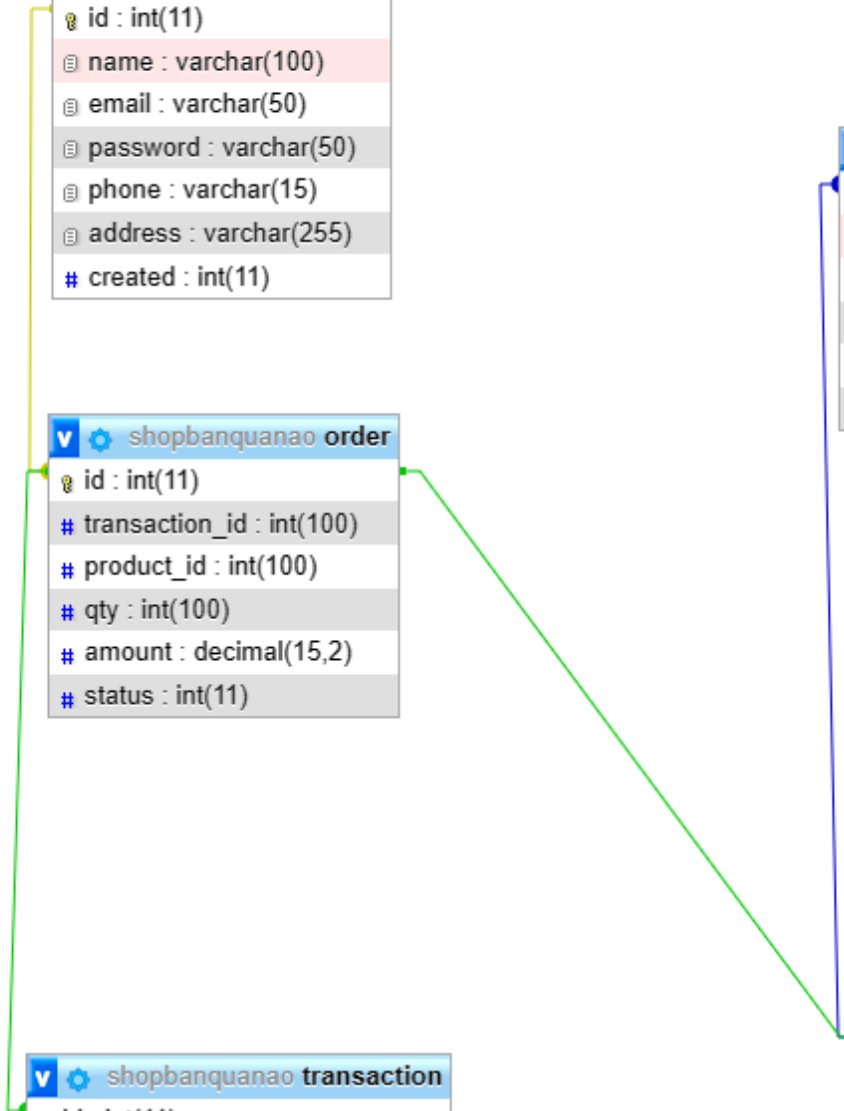 id : int(11)
name : varchar(100)
email : varchar(50)
password : varchar(50)
phone : varchar(15)
address : varchar(255)
# created : int(11)
v shopbanquanao order
id : int(11)
# transaction_id : int(100)
# product_id : int(100)
# qty : int(100)
# amount : decimal(15,2)
# status : int(11)
v shopbanquanao transaction